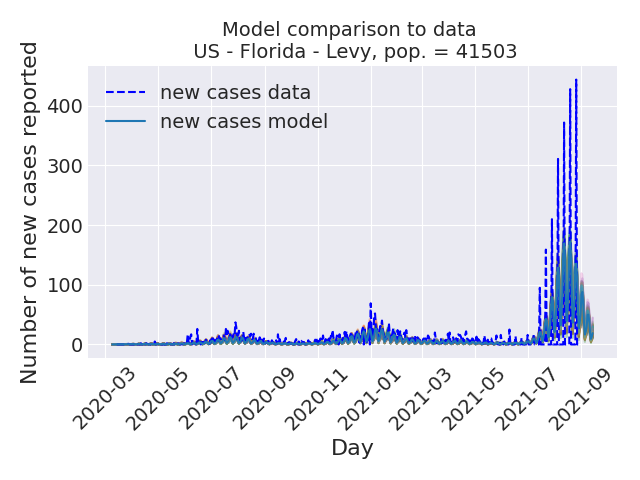 Model comparison to data
US - Florida - Levy, pop. = 41503
Number of new cases reported
400
300
200
100
0
new cases data
new cases model
2020-03
2020-05
2020-07
2020-09
2020-11
2021-01
2021-03
2021-05
2021-07
2021-09
Day